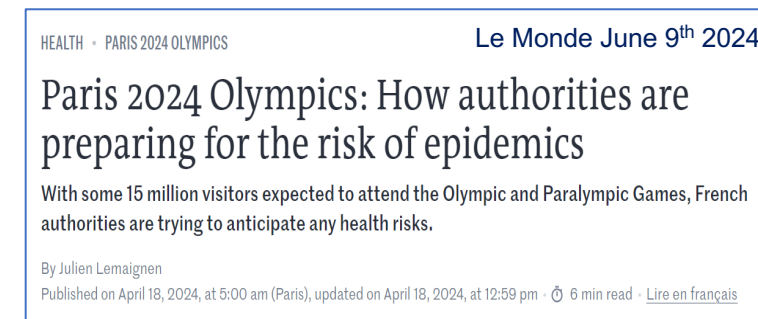 HEALTH • PARIS 2024 OLYMPICS
Le Monde June 9th 2024
Paris 2024 Olympics: How authorities are
preparing for the risk of epidemics
With some 15 million visitors expected to attend the Olympic and Paralympic Games, French
authorities are trying to anticipate any health risks.
By Julien Lemaignen
Published on April 18, 2024, at 5:00 am (Paris), updated on April 18, 2024, at 12:59 pm • 6 min read • Lire en français